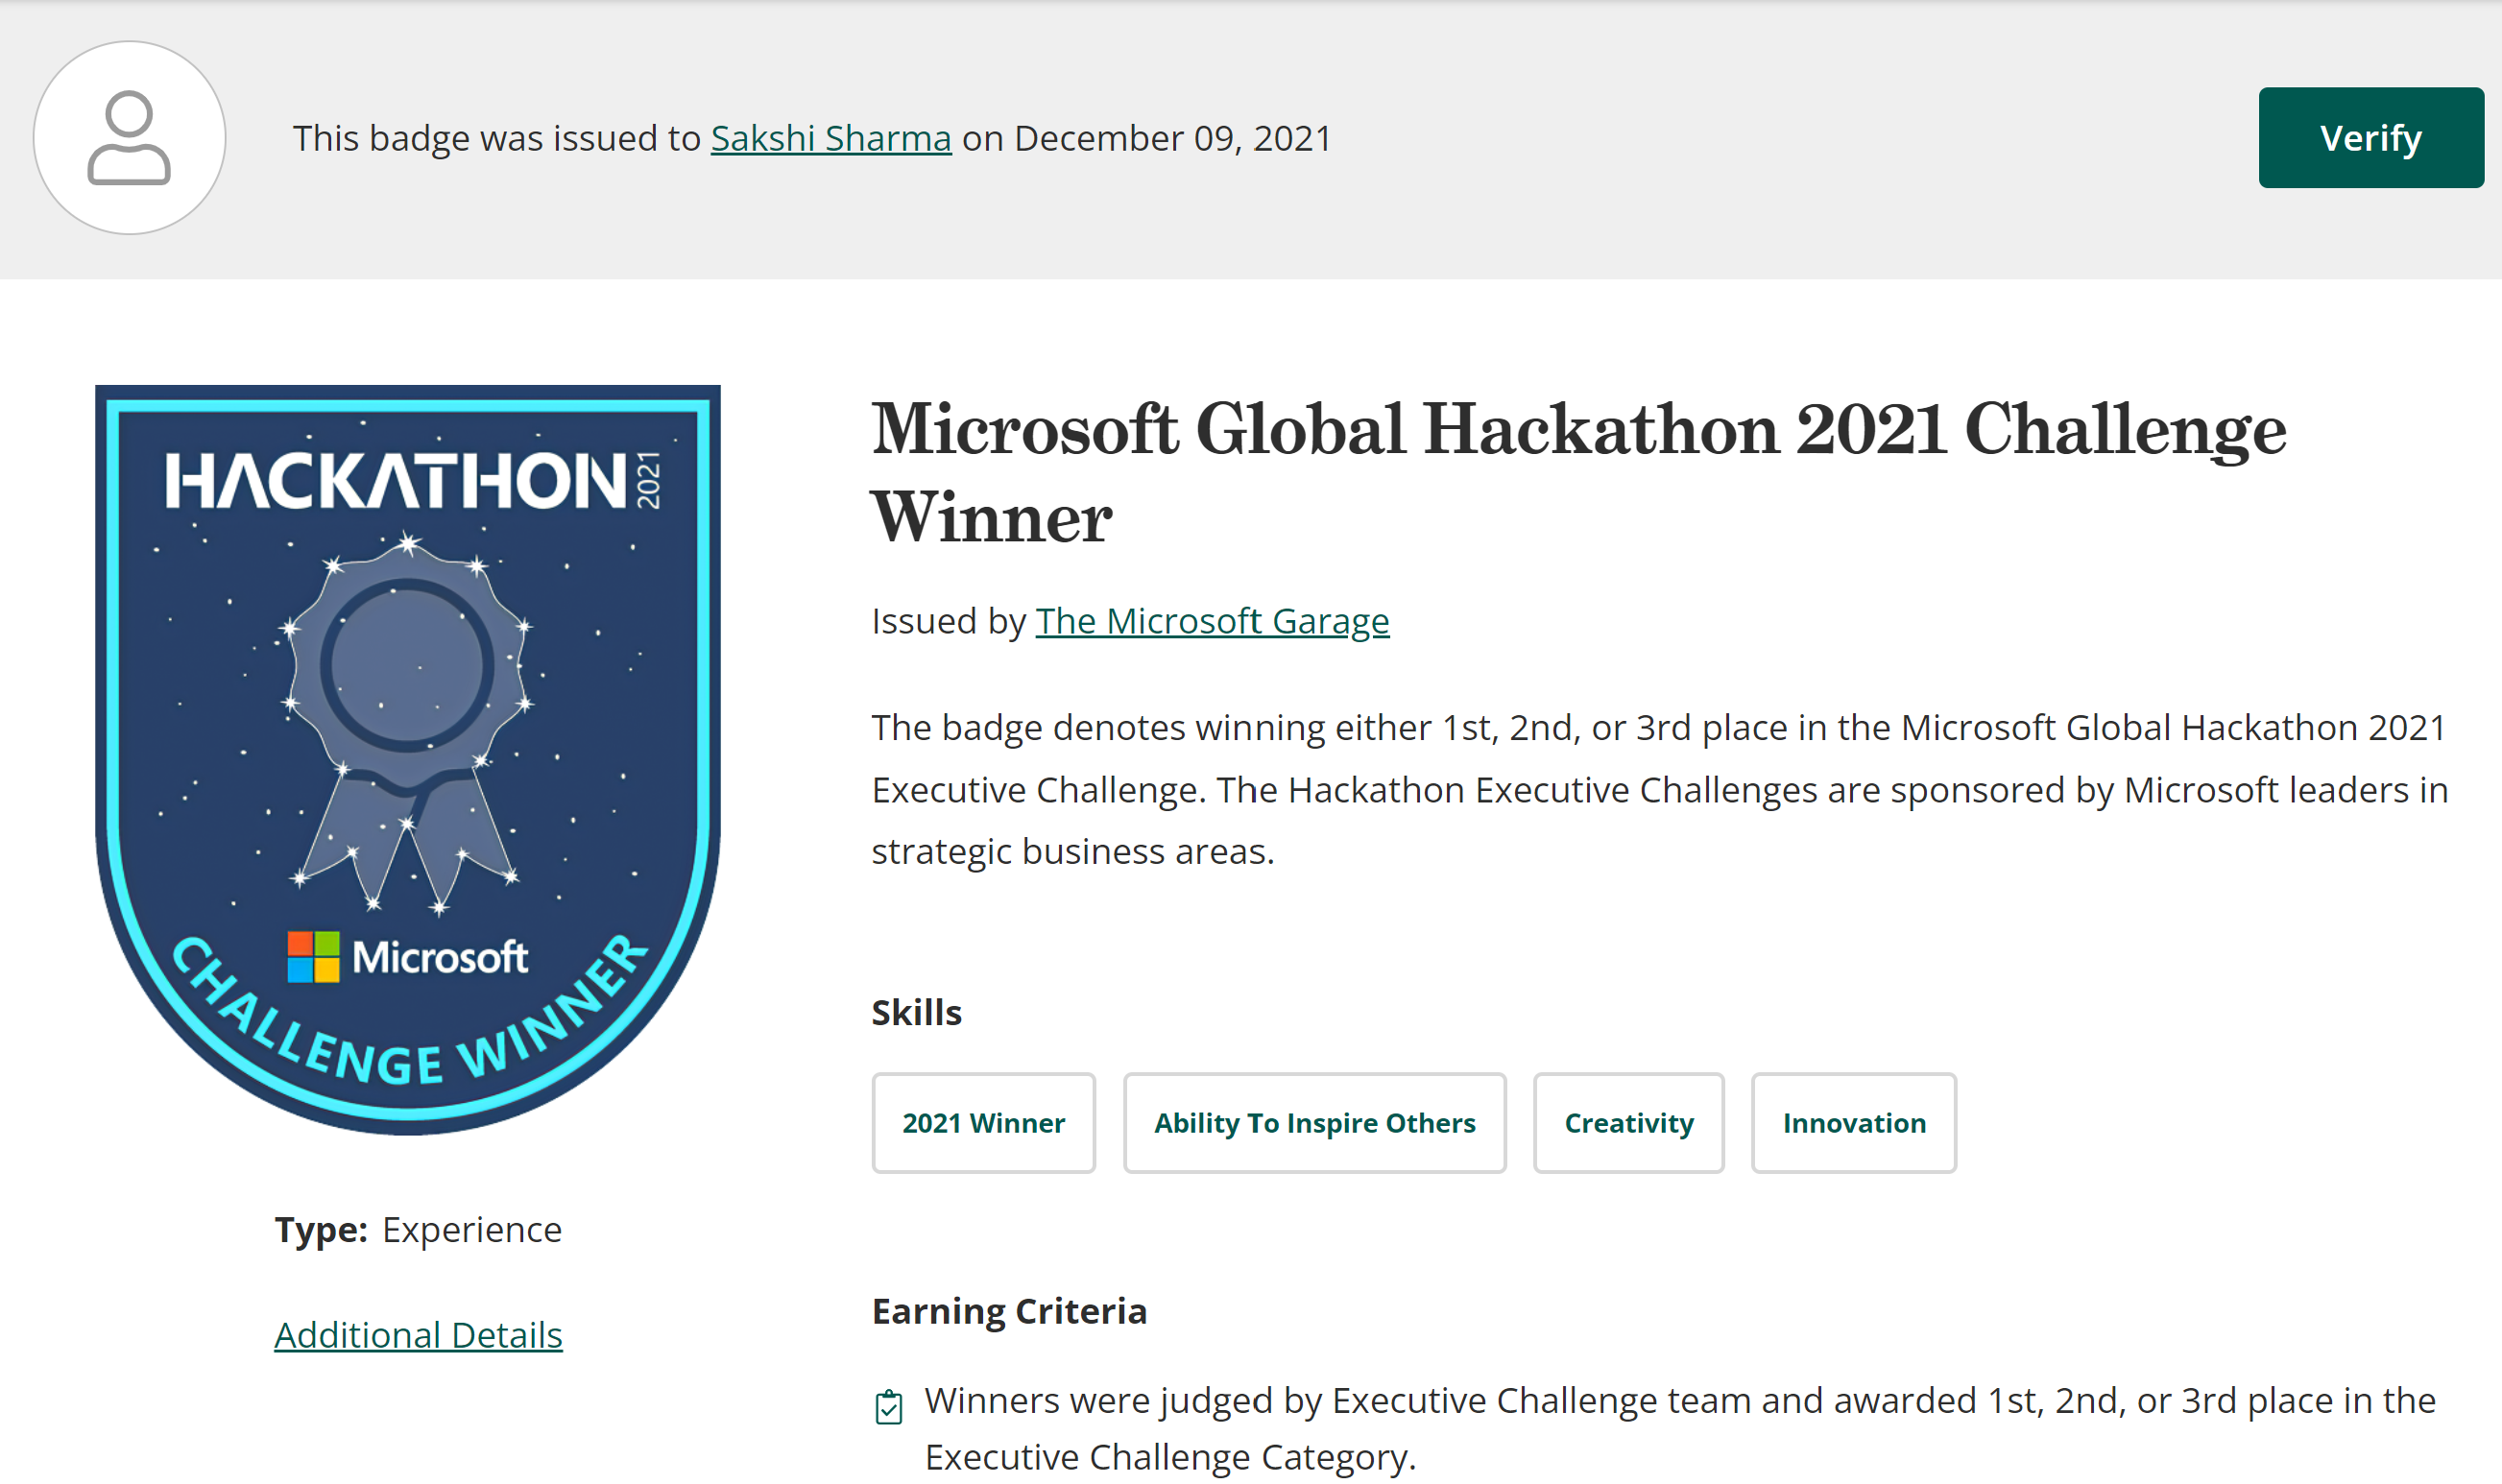 This badge was issued to Sakshi Sharma on December 09, 2021
Verify
HACKATHON 2021
Microsoft
CHALLENGE WINNER
Type: Experience
Additional Details
Microsoft Global Hackathon 2021 Challenge
Winner
Issued by The Microsoft Garage
The badge denotes winning either 1st, 2nd, or 3rd place in the Microsoft Global Hackathon 2021
Executive Challenge. The Hackathon Executive Challenges are sponsored by Microsoft leaders in
strategic business areas.
Skills
2021 Winner
Ability To Inspire Others
Creativity
Innovation
Earning Criteria
Winners were judged by Executive Challenge team and awarded 1st, 2nd, or 3rd place in the
Executive Challenge Category.